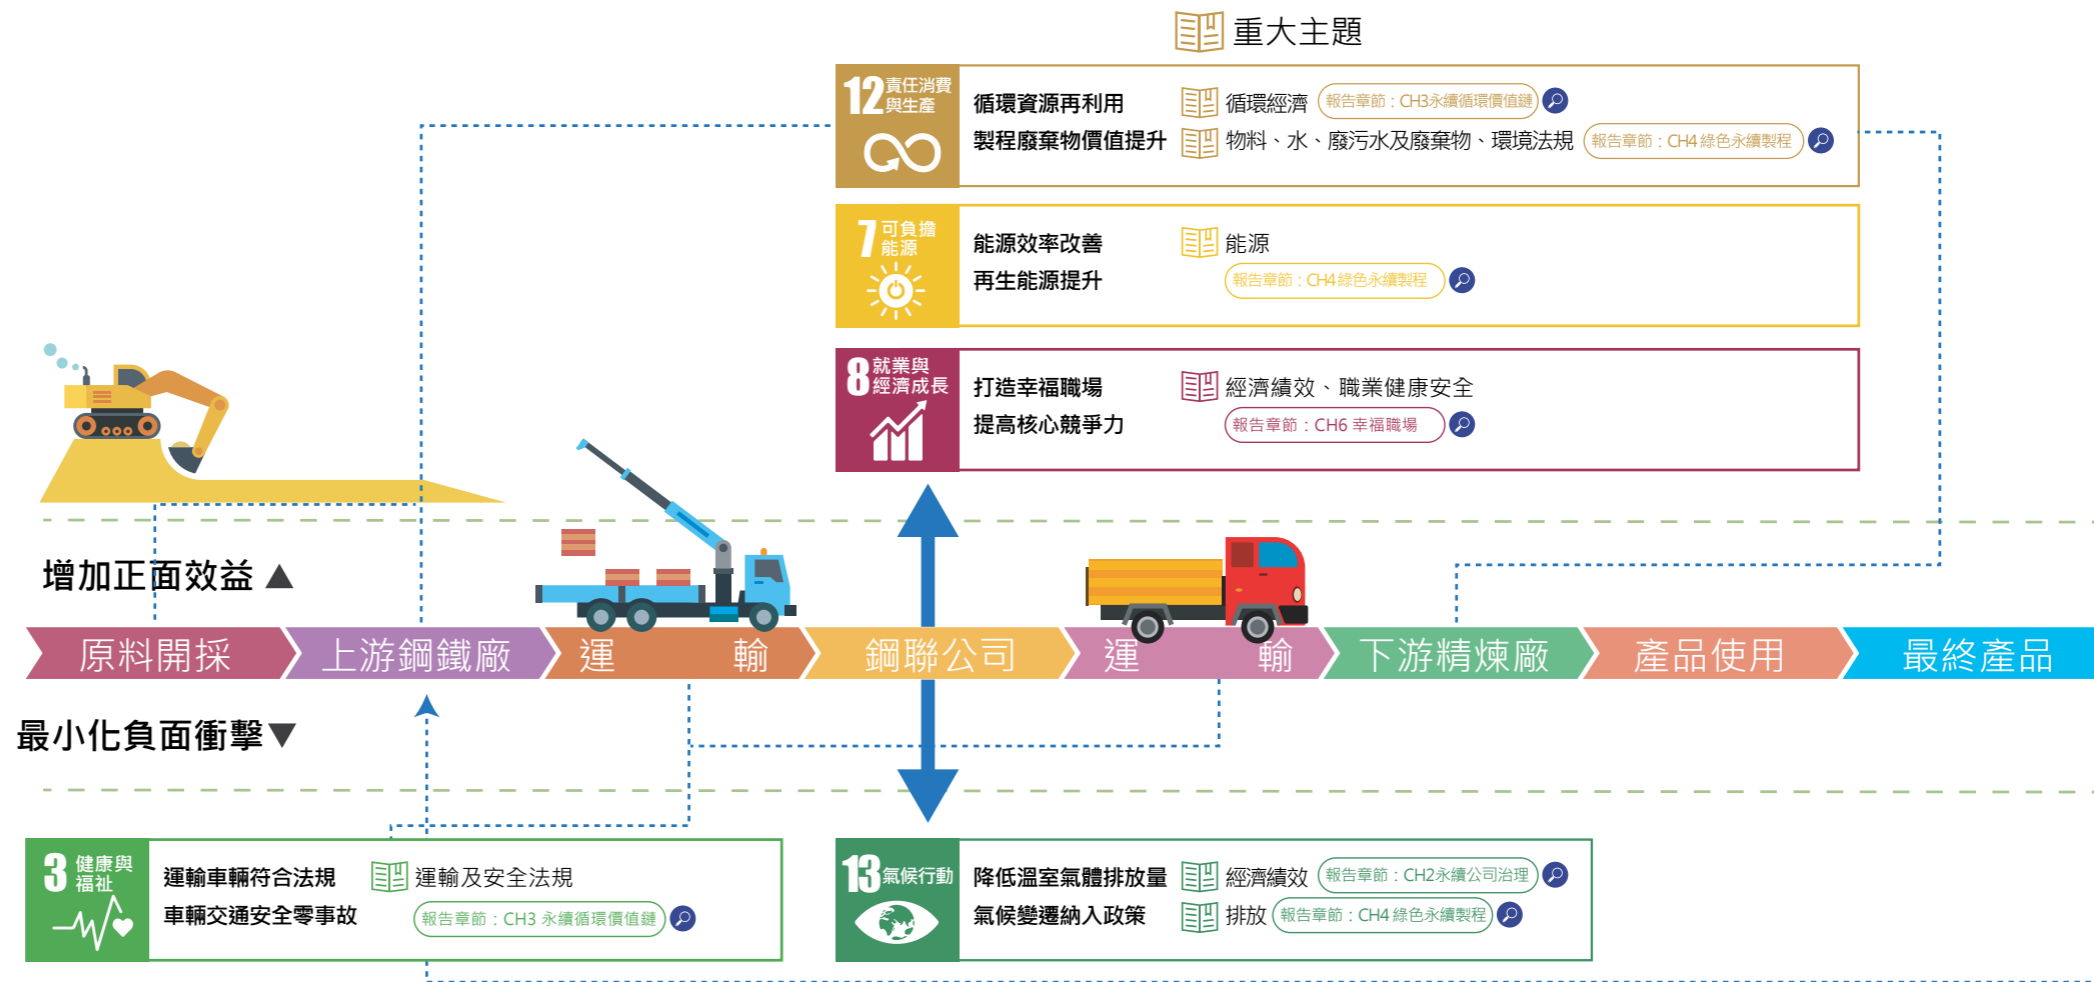 重大主題
12 責任消費
與生產
循環資源再利用 循環經濟 報告章節：CH3永續循環價值鏈
製程廢棄物價值提升 物料、水、廢污水及廢棄物、環境法規 報告章節：CH4 綠色永續製程
7 可負擔
能源
能源效率改善 能源
再生能源提升 報告章節：CH4 綠色永續製程
8 就業與
經濟成長
打造幸福職場 經濟績效、職業健康安全
提高核心競爭力 報告章節：CH6 幸福職場
增加正面效益 ▲
原料開採 上游鋼鐵廠 運輸 鋼聯公司 運輸 下游精煉廠 產品使用 最終產品
最小化負面衝擊▼
3 健康與
福祉
運輸車輛符合法規 運輸及安全法規
車輛交通安全零事故 報告章節：CH3 永續循環價值鏈
13 氣候行動
降低溫室氣體排放量 經濟績效 報告章節：CH2永續公司治理
氣候變遷納入政策 排放 報告章節：CH4 綠色永續製程